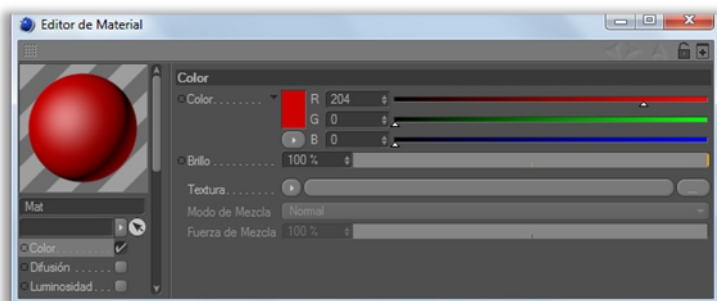 Editor de Material
Color
Color........ R 204
G 0
B 0
Brillo.......... 100 %
Textura.......
Mat
Modo de Mezcla Normal
Fuerza de Mezcla 100 %
Color.........
Difusión ......
Luminosidad...